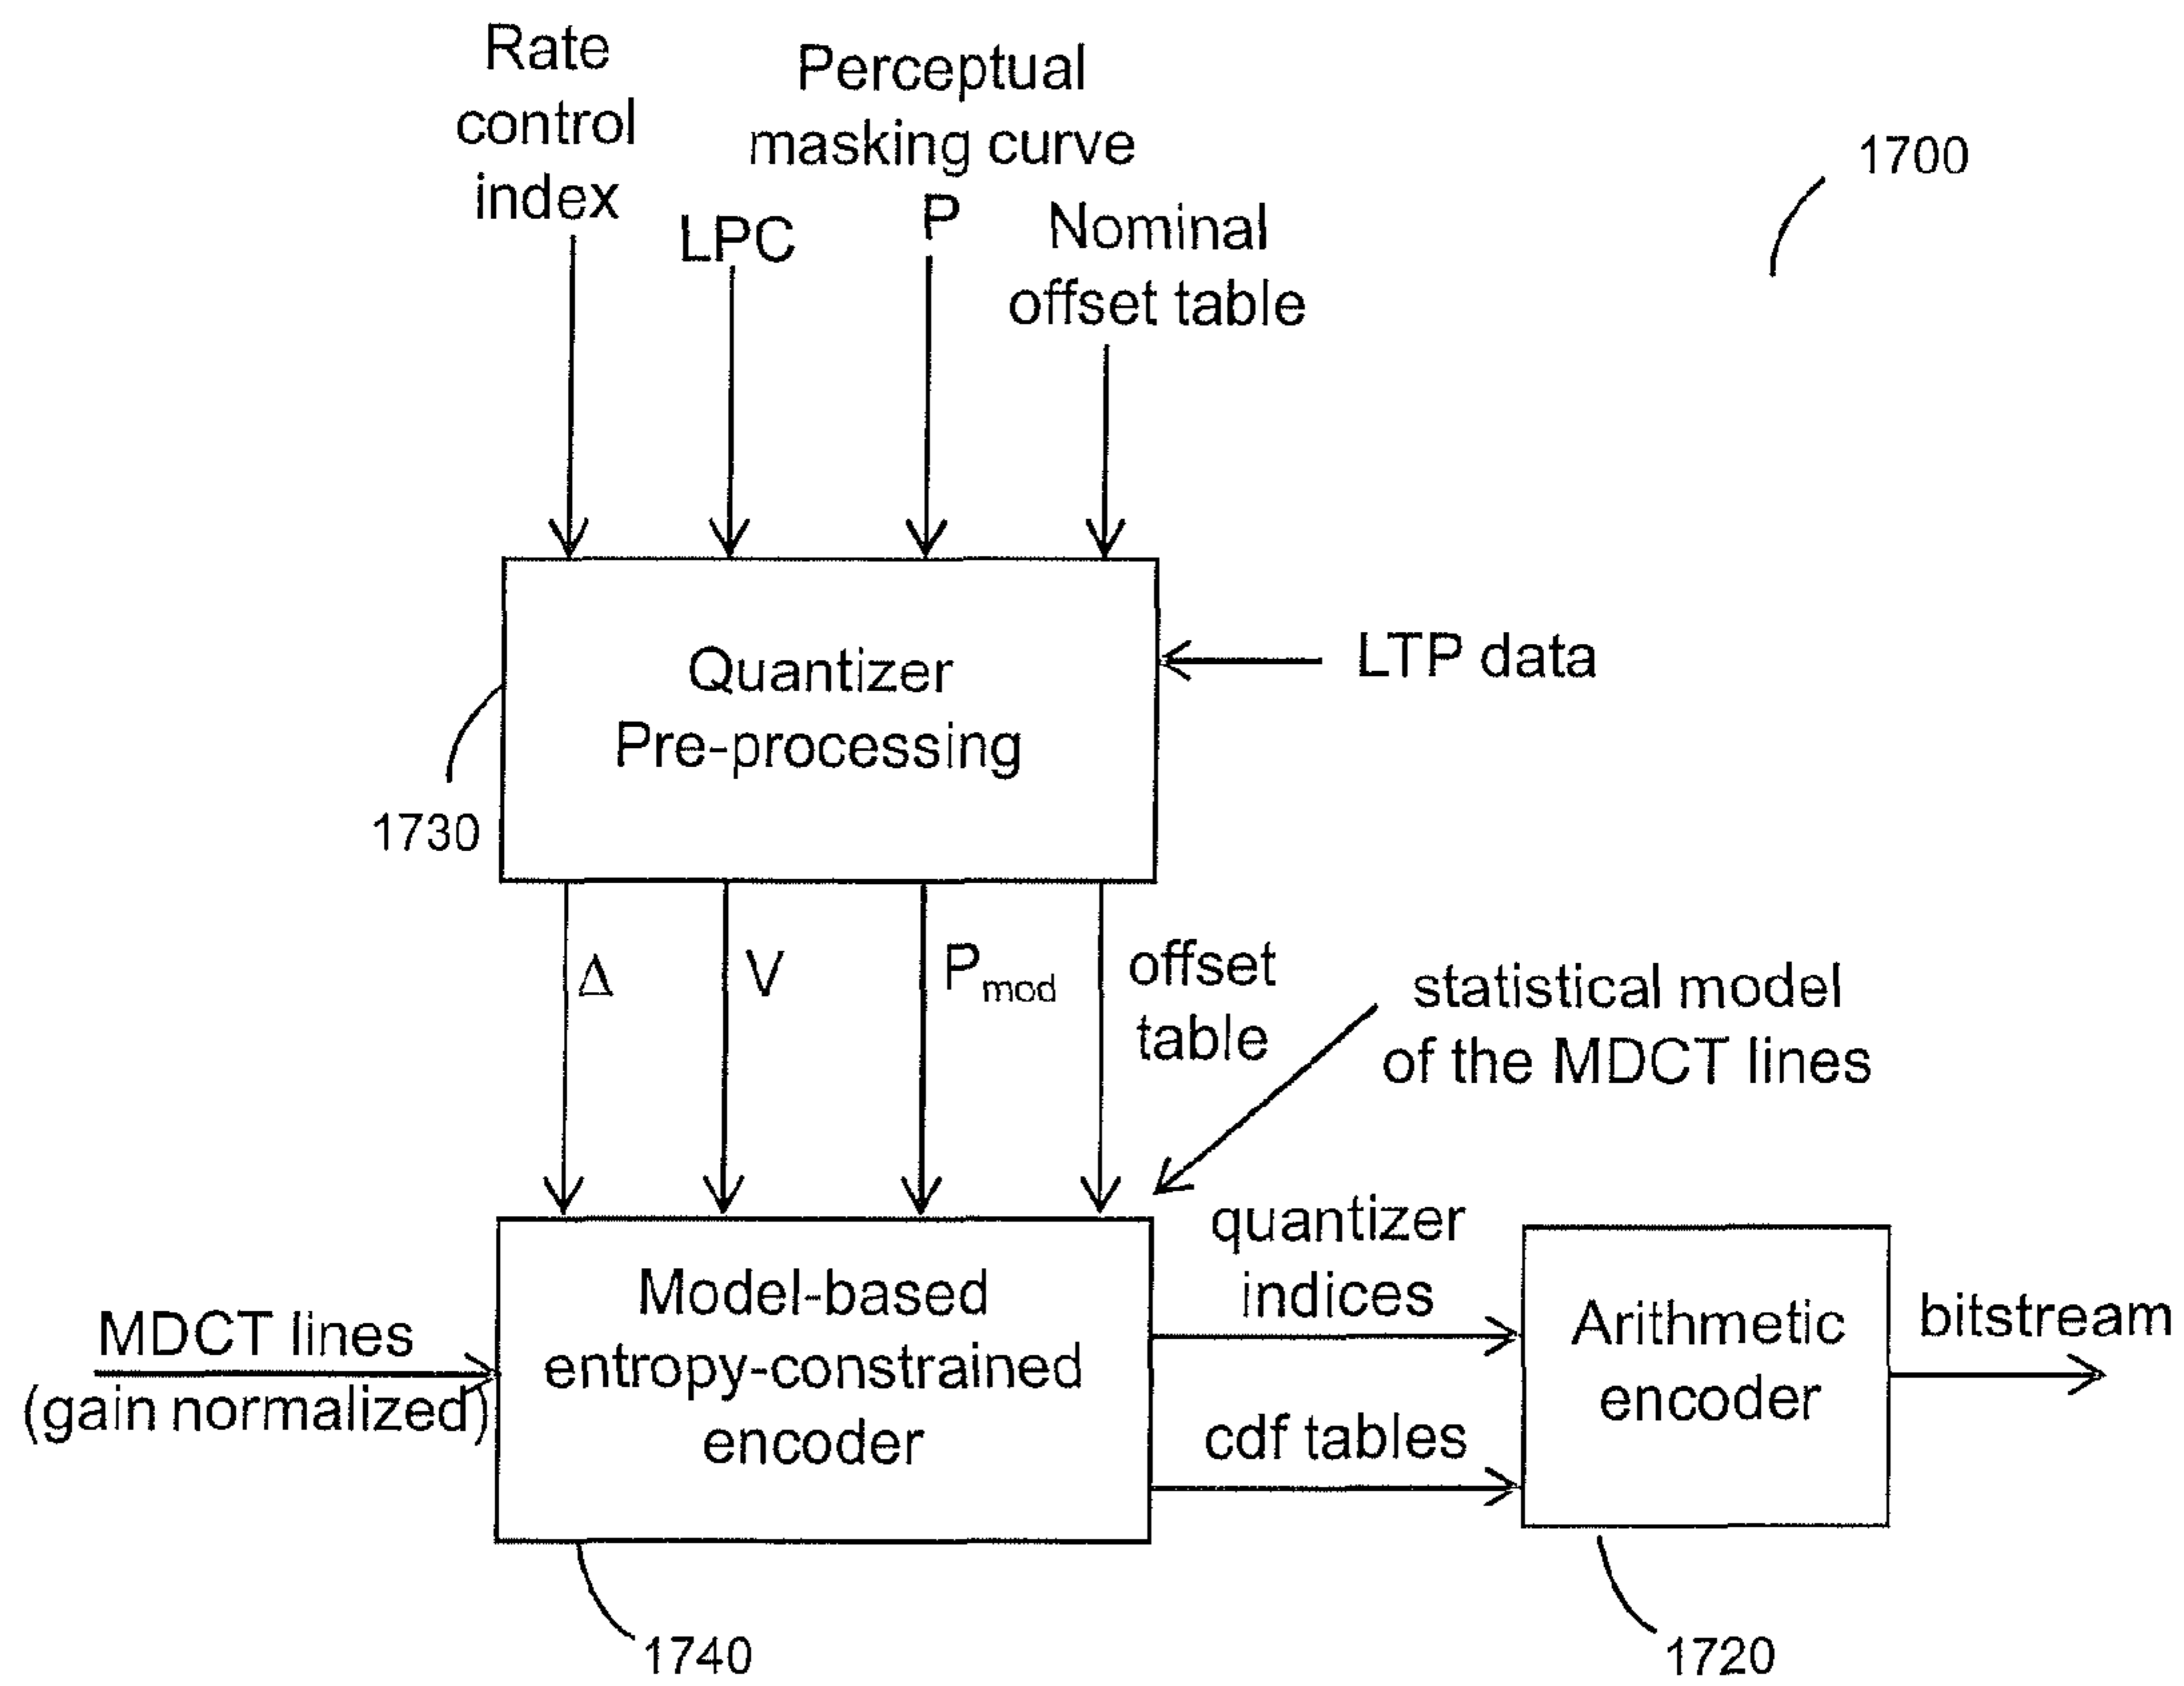 Rate
control
index
LPC
Perceptual
masking curve
P
Nominal
offset table
1700
Quantizer
Pre-processing
LTP data
1730
Δ
V
Pmod
offset
table
statistical model
of the MDCT lines
MDCT lines
(gain normalized)
Model-based
entropy-constrained
encoder
quantizer
indices
cdf tables
Arithmetic
encoder
bitstream
1740
1720